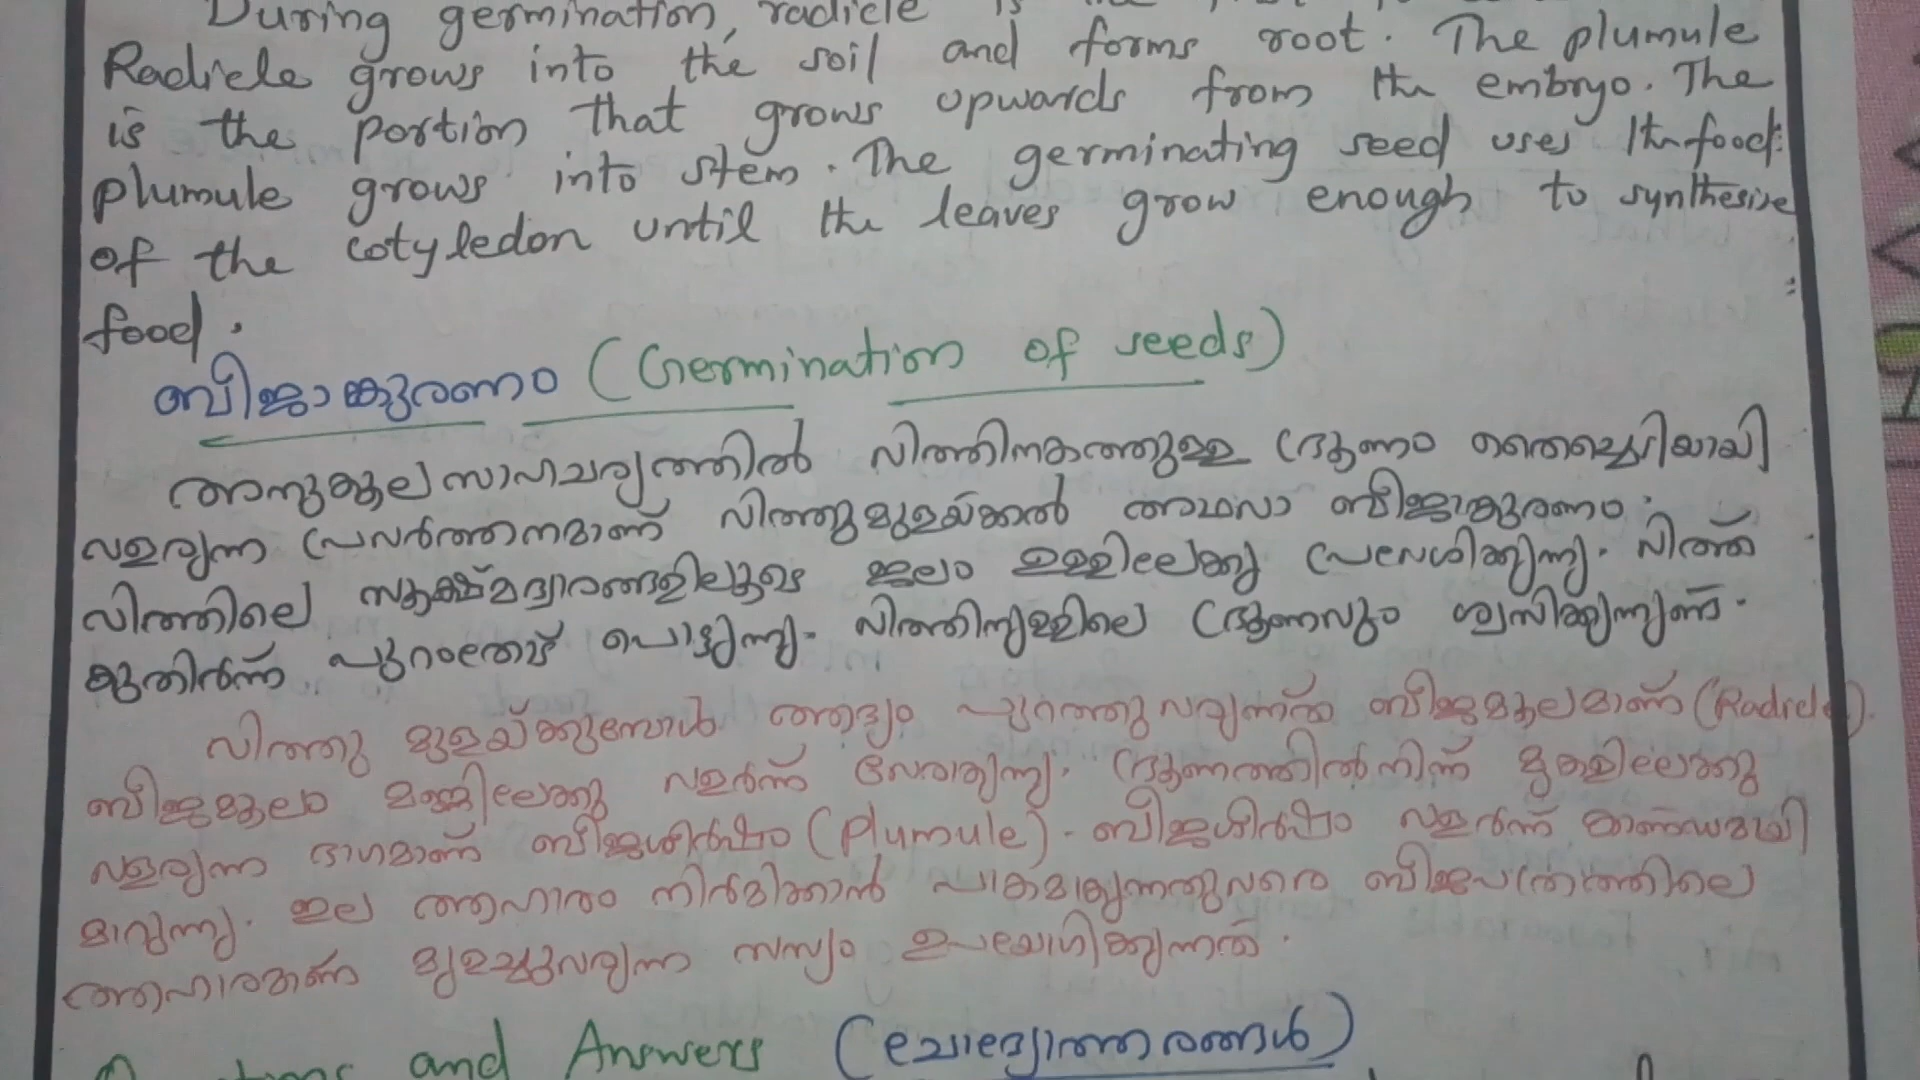 During germination, radicle is
Radicle grows into the soil and forms root. The plumule
is the portion that grows upwards from the embryo. The
plumule grows into stem. The germinating seed uses the food
of the cotyledon until the leaves grow enough to synthesize
food.
ബീജാങ്കുരണം (Germination of seeds)
അനുകൂല സാഹചര്യത്തിൽ വിത്തിനകത്തുള്ള ഭ്രൂണം തൈച്ചെടിയായി
വളരുന്ന പ്രവർത്തനമാണ് വിത്തുമുളയ്ക്കൽ അഥവാ ബീജാങ്കുരണം.
വിത്തിലെ സൂക്ഷ്മദ്വാരങ്ങളിലൂടെ ജലം ഉള്ളിലേക്കു പ്രവേശിക്കുന്നു. വിത്ത്
കുതിർന്ന് പുറംതോട് പൊട്ടുന്നു. വിത്തിനുള്ളിലെ ഭ്രൂണവും ശ്വസിക്കുന്നുണ്ട്.
വിത്തു മുളയ്ക്കുമ്പോൾ ആദ്യം പുറത്തു വരുന്നത് ബീജമൂലമാണ് (Radicle).
ബീജമൂലം മണ്ണിലേക്കു വളർന്ന് വേരാകുന്നു. ഭ്രൂണത്തിൽനിന്ന് മുകളിലേക്കു
വളരുന്ന ഭാഗമാണ് ബീജശീർഷം (Plumule). ബീജശീർഷം വളർന്ന് കാണ്ഡമായി
മാറുന്നു. ഇല ആഹാരം നിർമിക്കാൻ പാകമാകുന്നതുവരെ ബീജപത്രത്തിലെ
ആഹാരമാണ് മുളച്ചുവരുന്ന സസ്യം ഉപയോഗിക്കുന്നത്.
and Answers (ചോദ്യോത്തരങ്ങൾ)